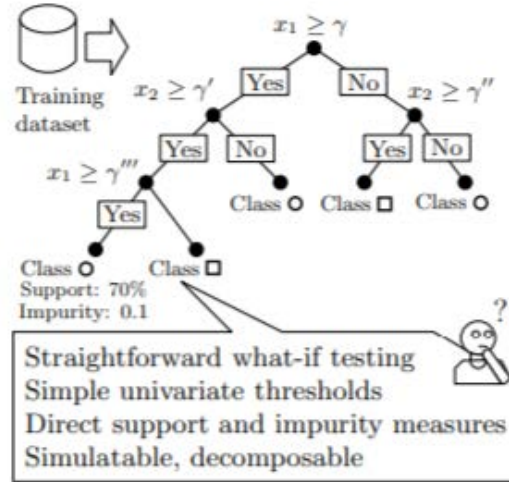 x₁ ≥ γ
Training
dataset
x₂ ≥ γ′
Yes
No
x₂ ≥ γ″
x₁ ≥ γ‴
Yes
No
Yes
No
Yes
Class ○
Class □
Class ○
Class ○
Class □
Support: 70%
Impurity: 0.1
?
Straightforward what-if testing
Simple univariate thresholds
Direct support and impurity measures
Simulatable, decomposable